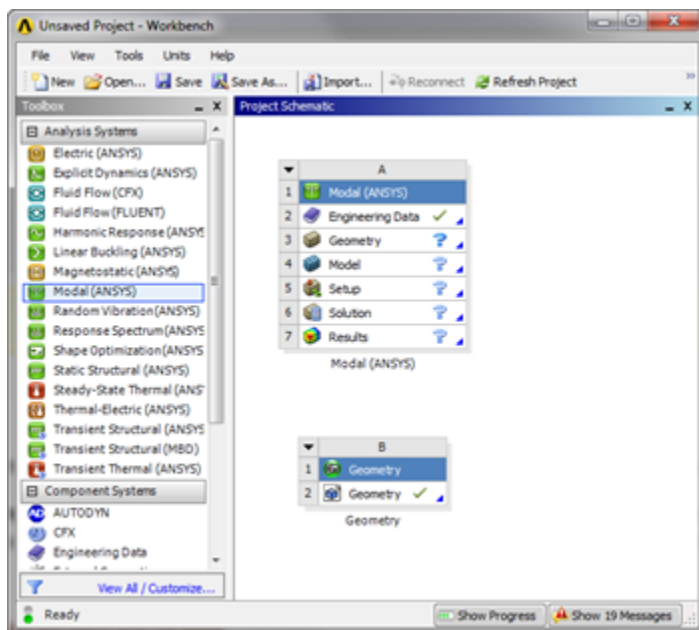 Unsaved Project - Workbench
File View Tools Units Help
New Open... Save Save As... Import... Reconnect Refresh Project
Toolbox
Analysis Systems
Electric (ANSYS)
Explicit Dynamics (ANSYS)
Fluid Flow (CFX)
Fluid Flow (FLUENT)
Harmonic Response (ANSYS
Linear Buckling (ANSYS)
Magnetostatic (ANSYS)
Modal (ANSYS)
Random Vibration (ANSYS)
Response Spectrum (ANSYS
Shape Optimization (ANSYS
Static Structural (ANSYS)
Steady-State Thermal (ANS
Thermal-Electric (ANSYS)
Transient Structural (ANSYS
Transient Structural (MBD)
Transient Thermal (ANSYS)
Component Systems
AUTODYN
CFX
Engineering Data
View All / Customize...
Project Schematic
A
1 Modal (ANSYS)
2 Engineering Data
3 Geometry ?
4 Model ?
5 Setup ?
6 Solution ?
7 Results ?
Modal (ANSYS)
B
1 Geometry
2 Geometry
Geometry
Ready
Show Progress Show 19 Messages